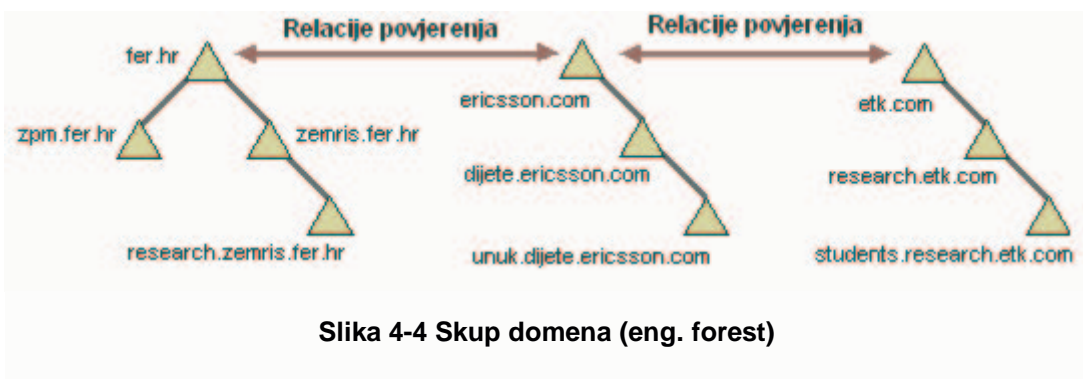 Relacije povjerenja
Relacije povjerenja
fer.hr
ericsson.com
etk.com
zpm.fer.hr
zemris.fer.hr
dijete.ericsson.com
research.etk.com
research.zemris.fer.hr
unuk.dijete.ericsson.com
students.research.etk.com
Slika 4-4 Skup domena (eng. forest)